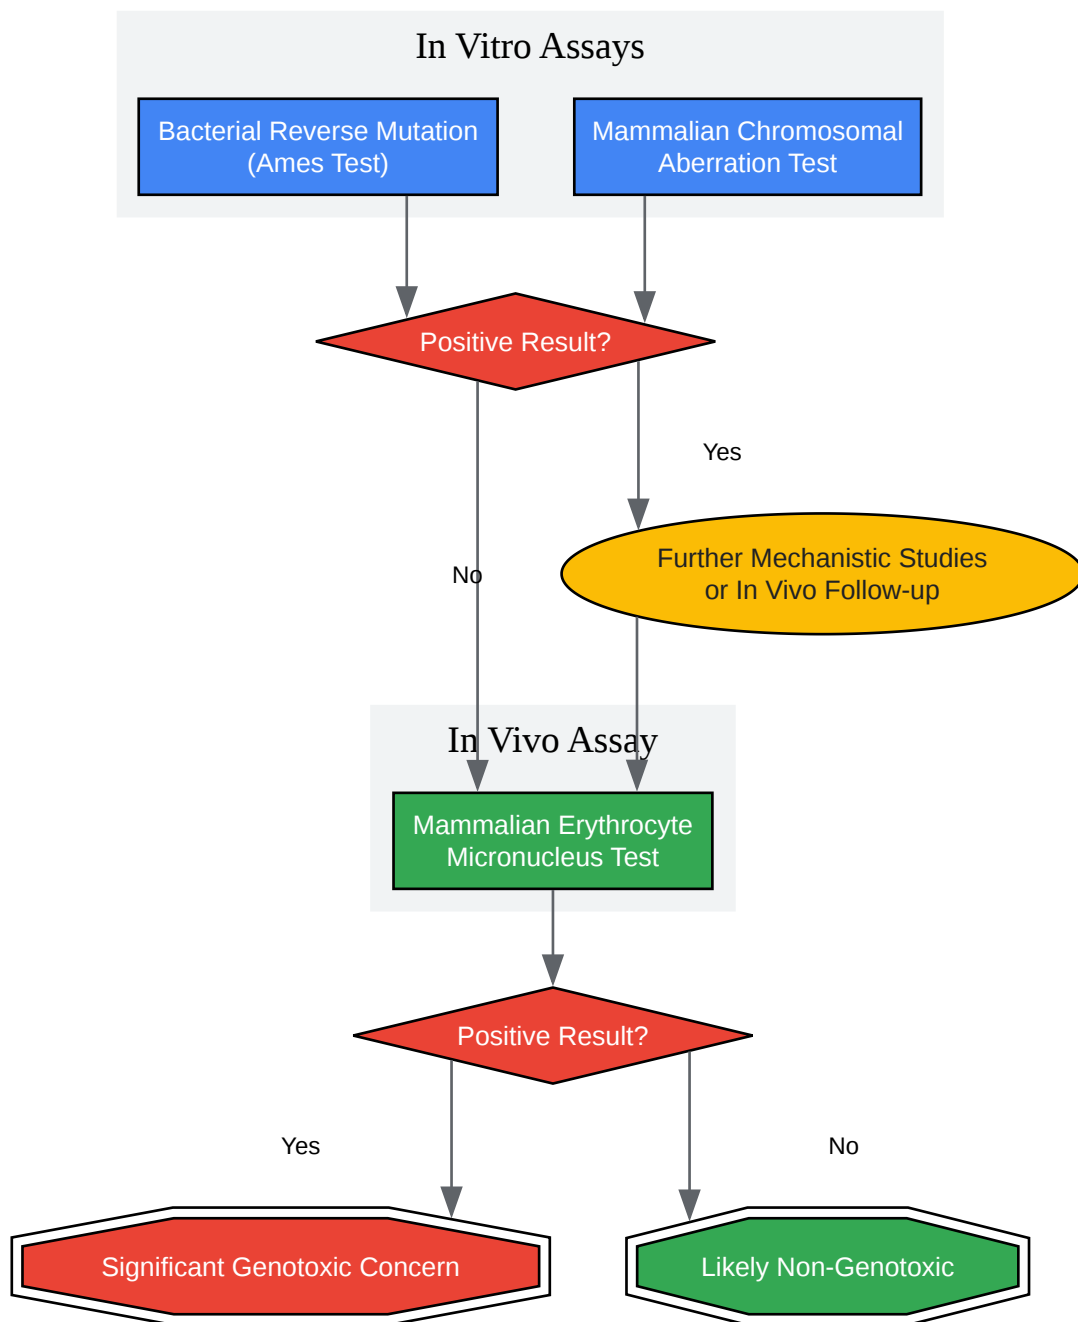 In Vitro Assays
Bacterial Reverse Mutation
(Ames Test)
Mammalian Chromosomal
Aberration Test
Positive Result?
Yes
Further Mechanistic Studies
or In Vivo Follow-up
No
In Vivo Assay
Mammalian Erythrocyte
Micronucleus Test
Positive Result?
Yes
No
Significant Genotoxic Concern
Likely Non-Genotoxic